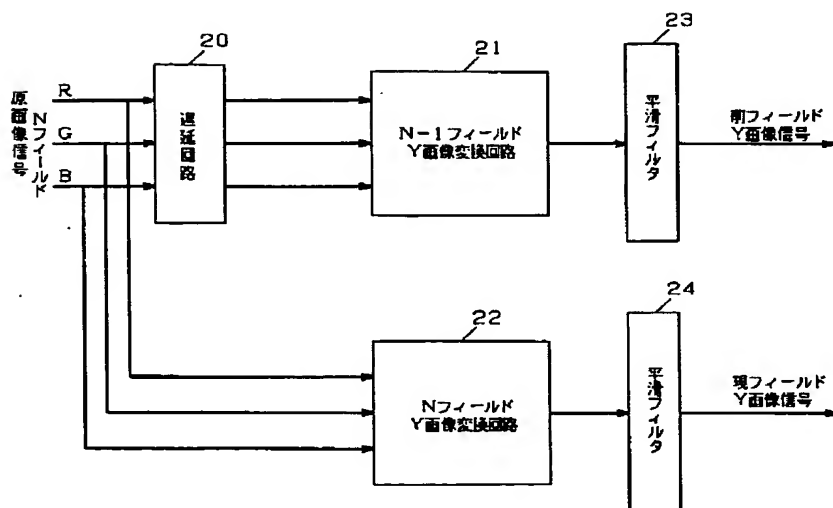 20
21
23
原画像信号
Nフィールド
R
G
B
遅延回路
N-1フィールド
Y画像変換回路
平滑フィルタ
前フィールド
Y画像信号
22
24
Nフィールド
Y画像変換回路
平滑フィルタ
現フィールド
Y画像信号